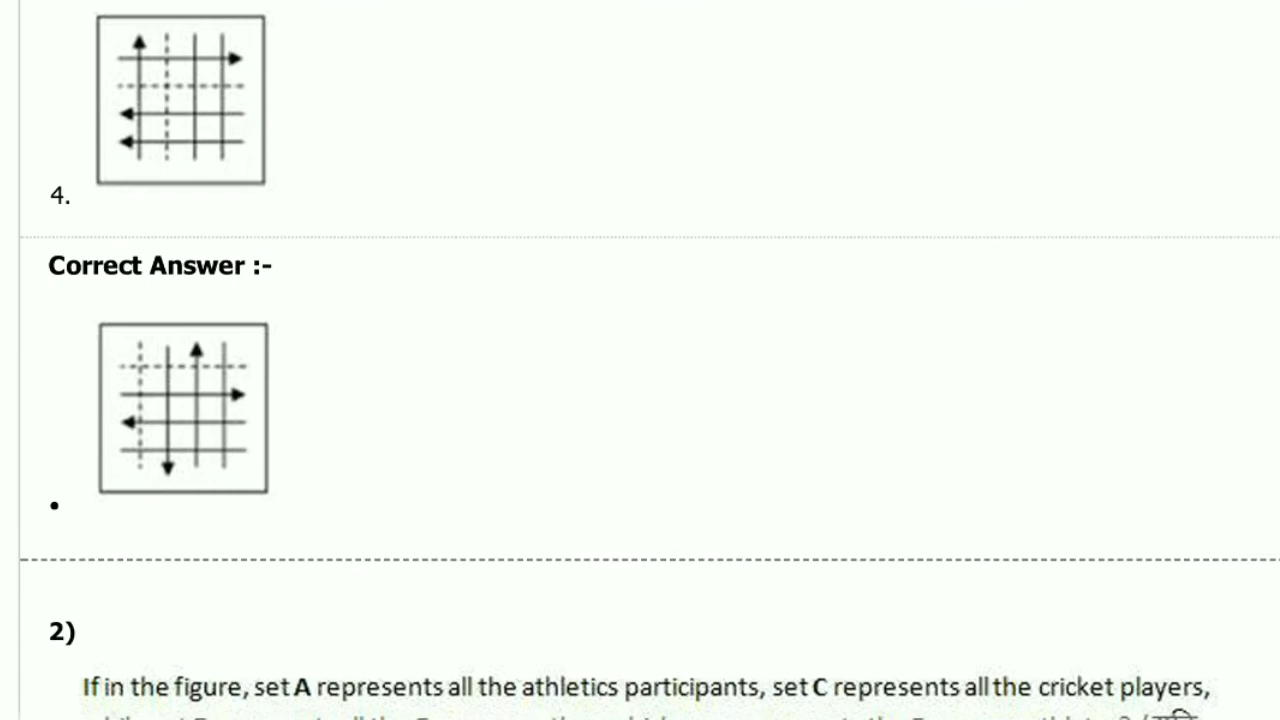 4.
Correct Answer :-
2)
If in the figure, set A represents all the athletics participants, set C represents all the cricket players,